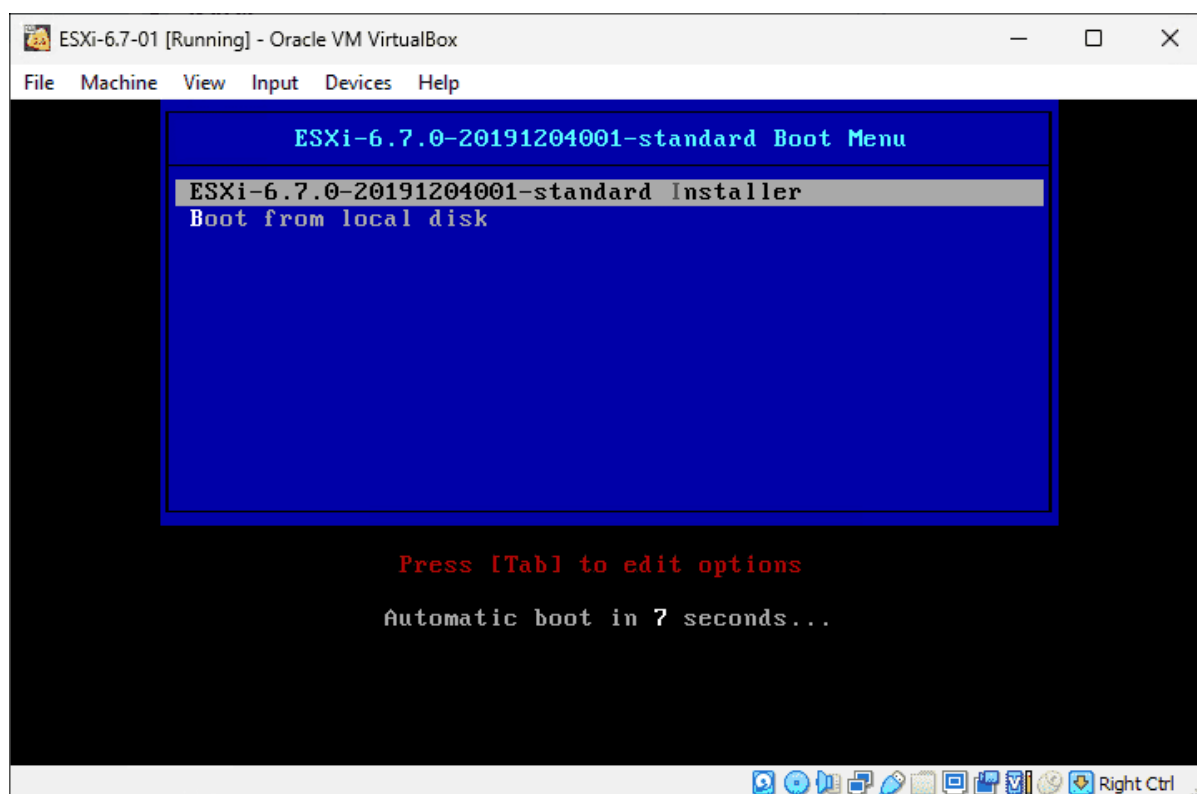 ESXi-6.7-01 [Running] - Oracle VM VirtualBox
File Machine View Input Devices Help
ESXi-6.7.0-20191204001-standard Boot Menu
ESXi-6.7.0-20191204001-standard Installer
Boot from local disk
Press [Tab] to edit options
Automatic boot in 7 seconds...
Right Ctrl